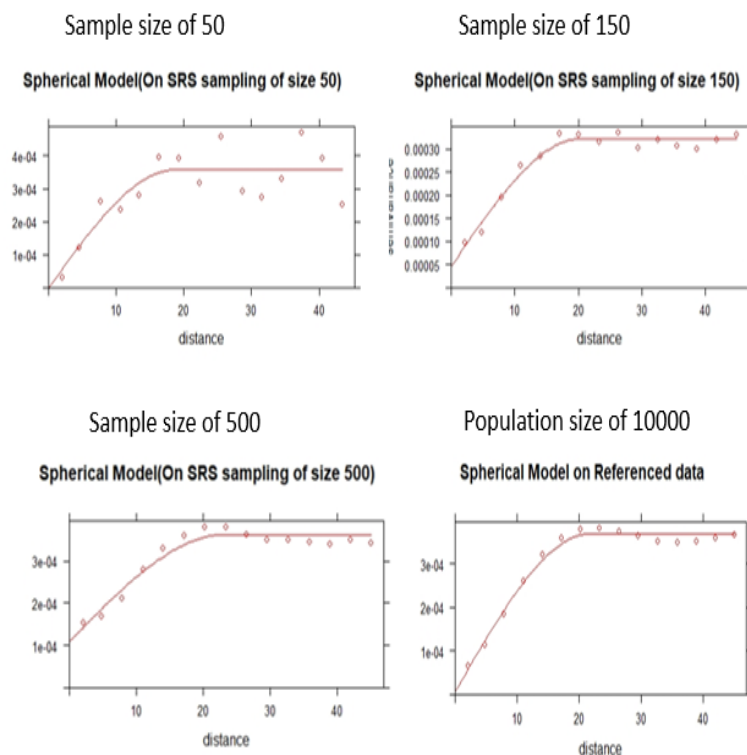 Sample size of 50
Spherical Model(On SRS sampling of size 50)
4e-04
3e-04
2e-04
1e-04
10 20 30 40
distance
Sample size of 150
Spherical Model(On SRS sampling of size 150)
0.00030
0.00025
0.00020
0.00015
0.00010
0.00005
10 20 30 40
distance
Sample size of 500
Spherical Model(On SRS sampling of size 500)
3e-04
2e-04
1e-04
10 20 30 40
distance
Population size of 10000
Spherical Model on Referenced data
3e-04
2e-04
1e-04
10 20 30 40
distance